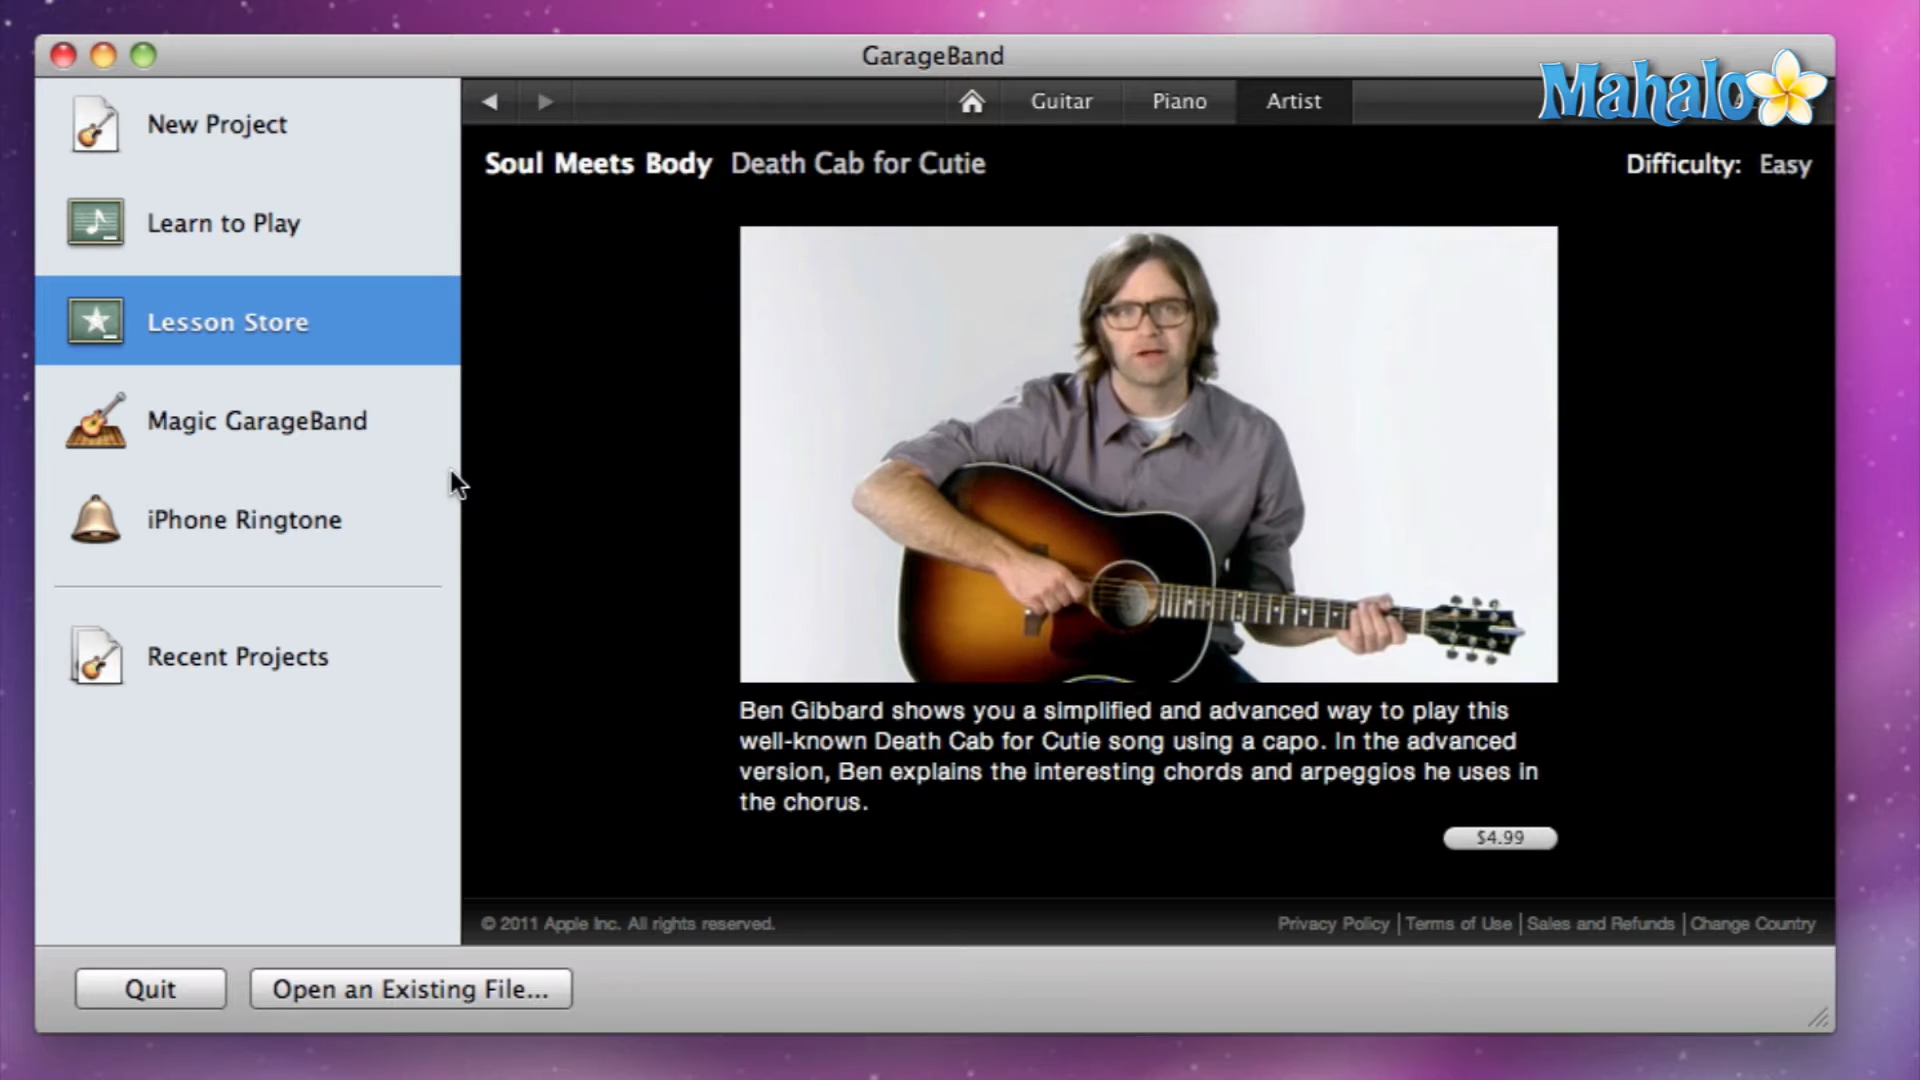 GarageBand
Mahalo
New Project
Learn to Play
Lesson Store
Magic GarageBand
iPhone Ringtone
Recent Projects
Guitar
Piano
Artist
Soul Meets Body Death Cab for Cutie
Difficulty: Easy
Ben Gibbard shows you a simplified and advanced way to play this
well-known Death Cab for Cutie song using a capo. In the advanced
version, Ben explains the interesting chords and arpeggios he uses in
the chorus.
$4.99
© 2011 Apple Inc. All rights reserved.
Privacy Policy | Terms of Use | Sales and Refunds | Change Country
Quit
Open an Existing File...